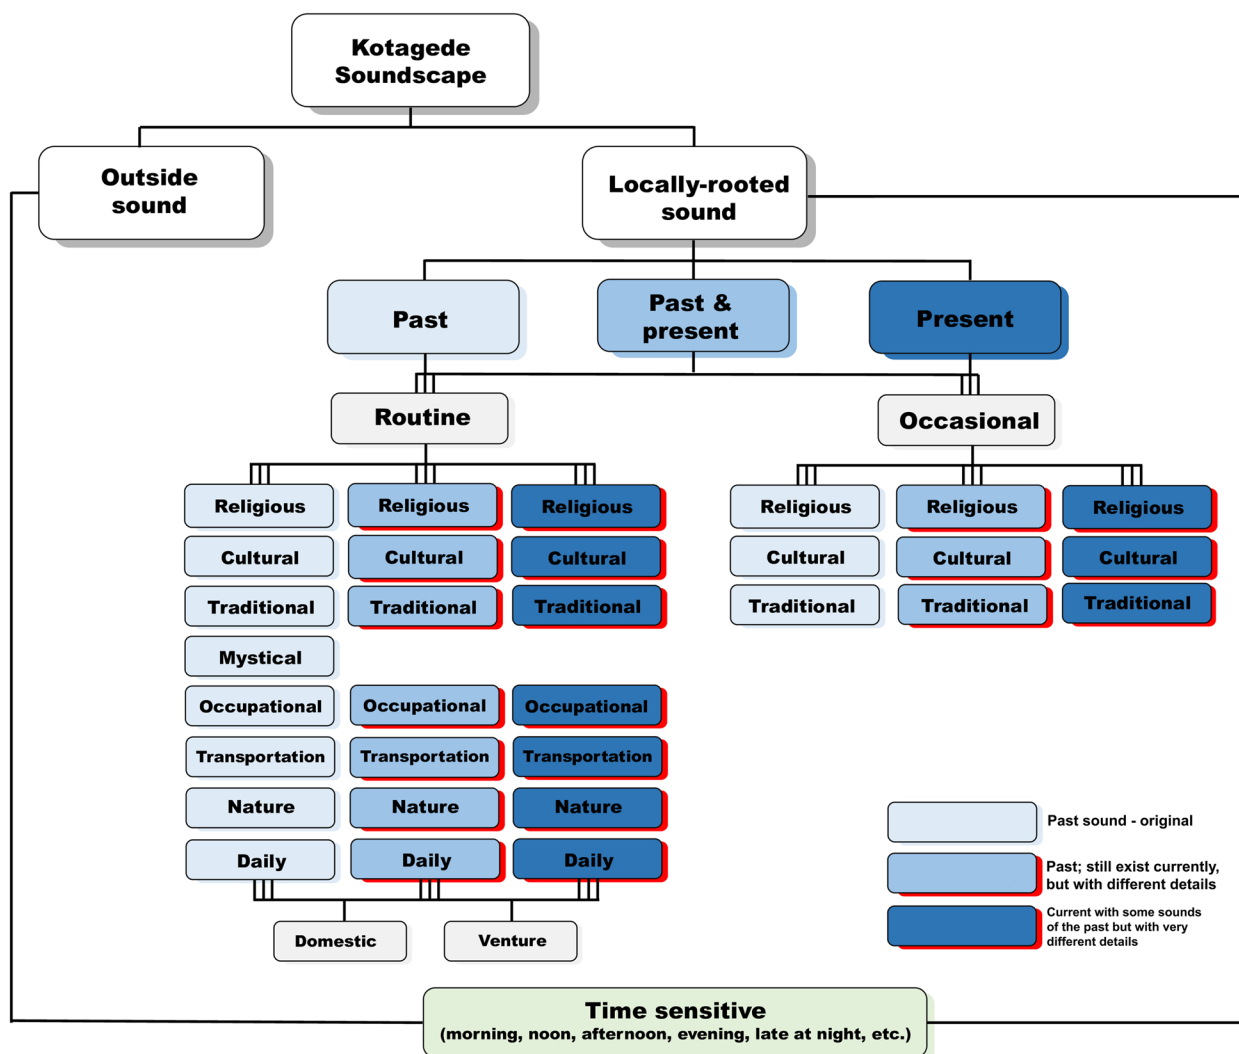 Kotagede
Soundscape
Outside
sound
Locally-rooted
sound
Past
Past &
present
Present
Routine
Occasional
Religious
Religious
Religious
Religious
Religious
Religious
Cultural
Cultural
Cultural
Cultural
Cultural
Cultural
Traditional
Traditional
Traditional
Traditional
Traditional
Traditional
Mystical
Occupational
Occupational
Occupational
Transportation
Transportation
Transportation
Nature
Nature
Nature
Daily
Daily
Daily
Domestic
Venture
Past sound - original
Past; still exist currently,
but with different details
Current with some sounds
of the past but with very
different details
Time sensitive
(morning, noon, afternoon, evening, late at night, etc.)